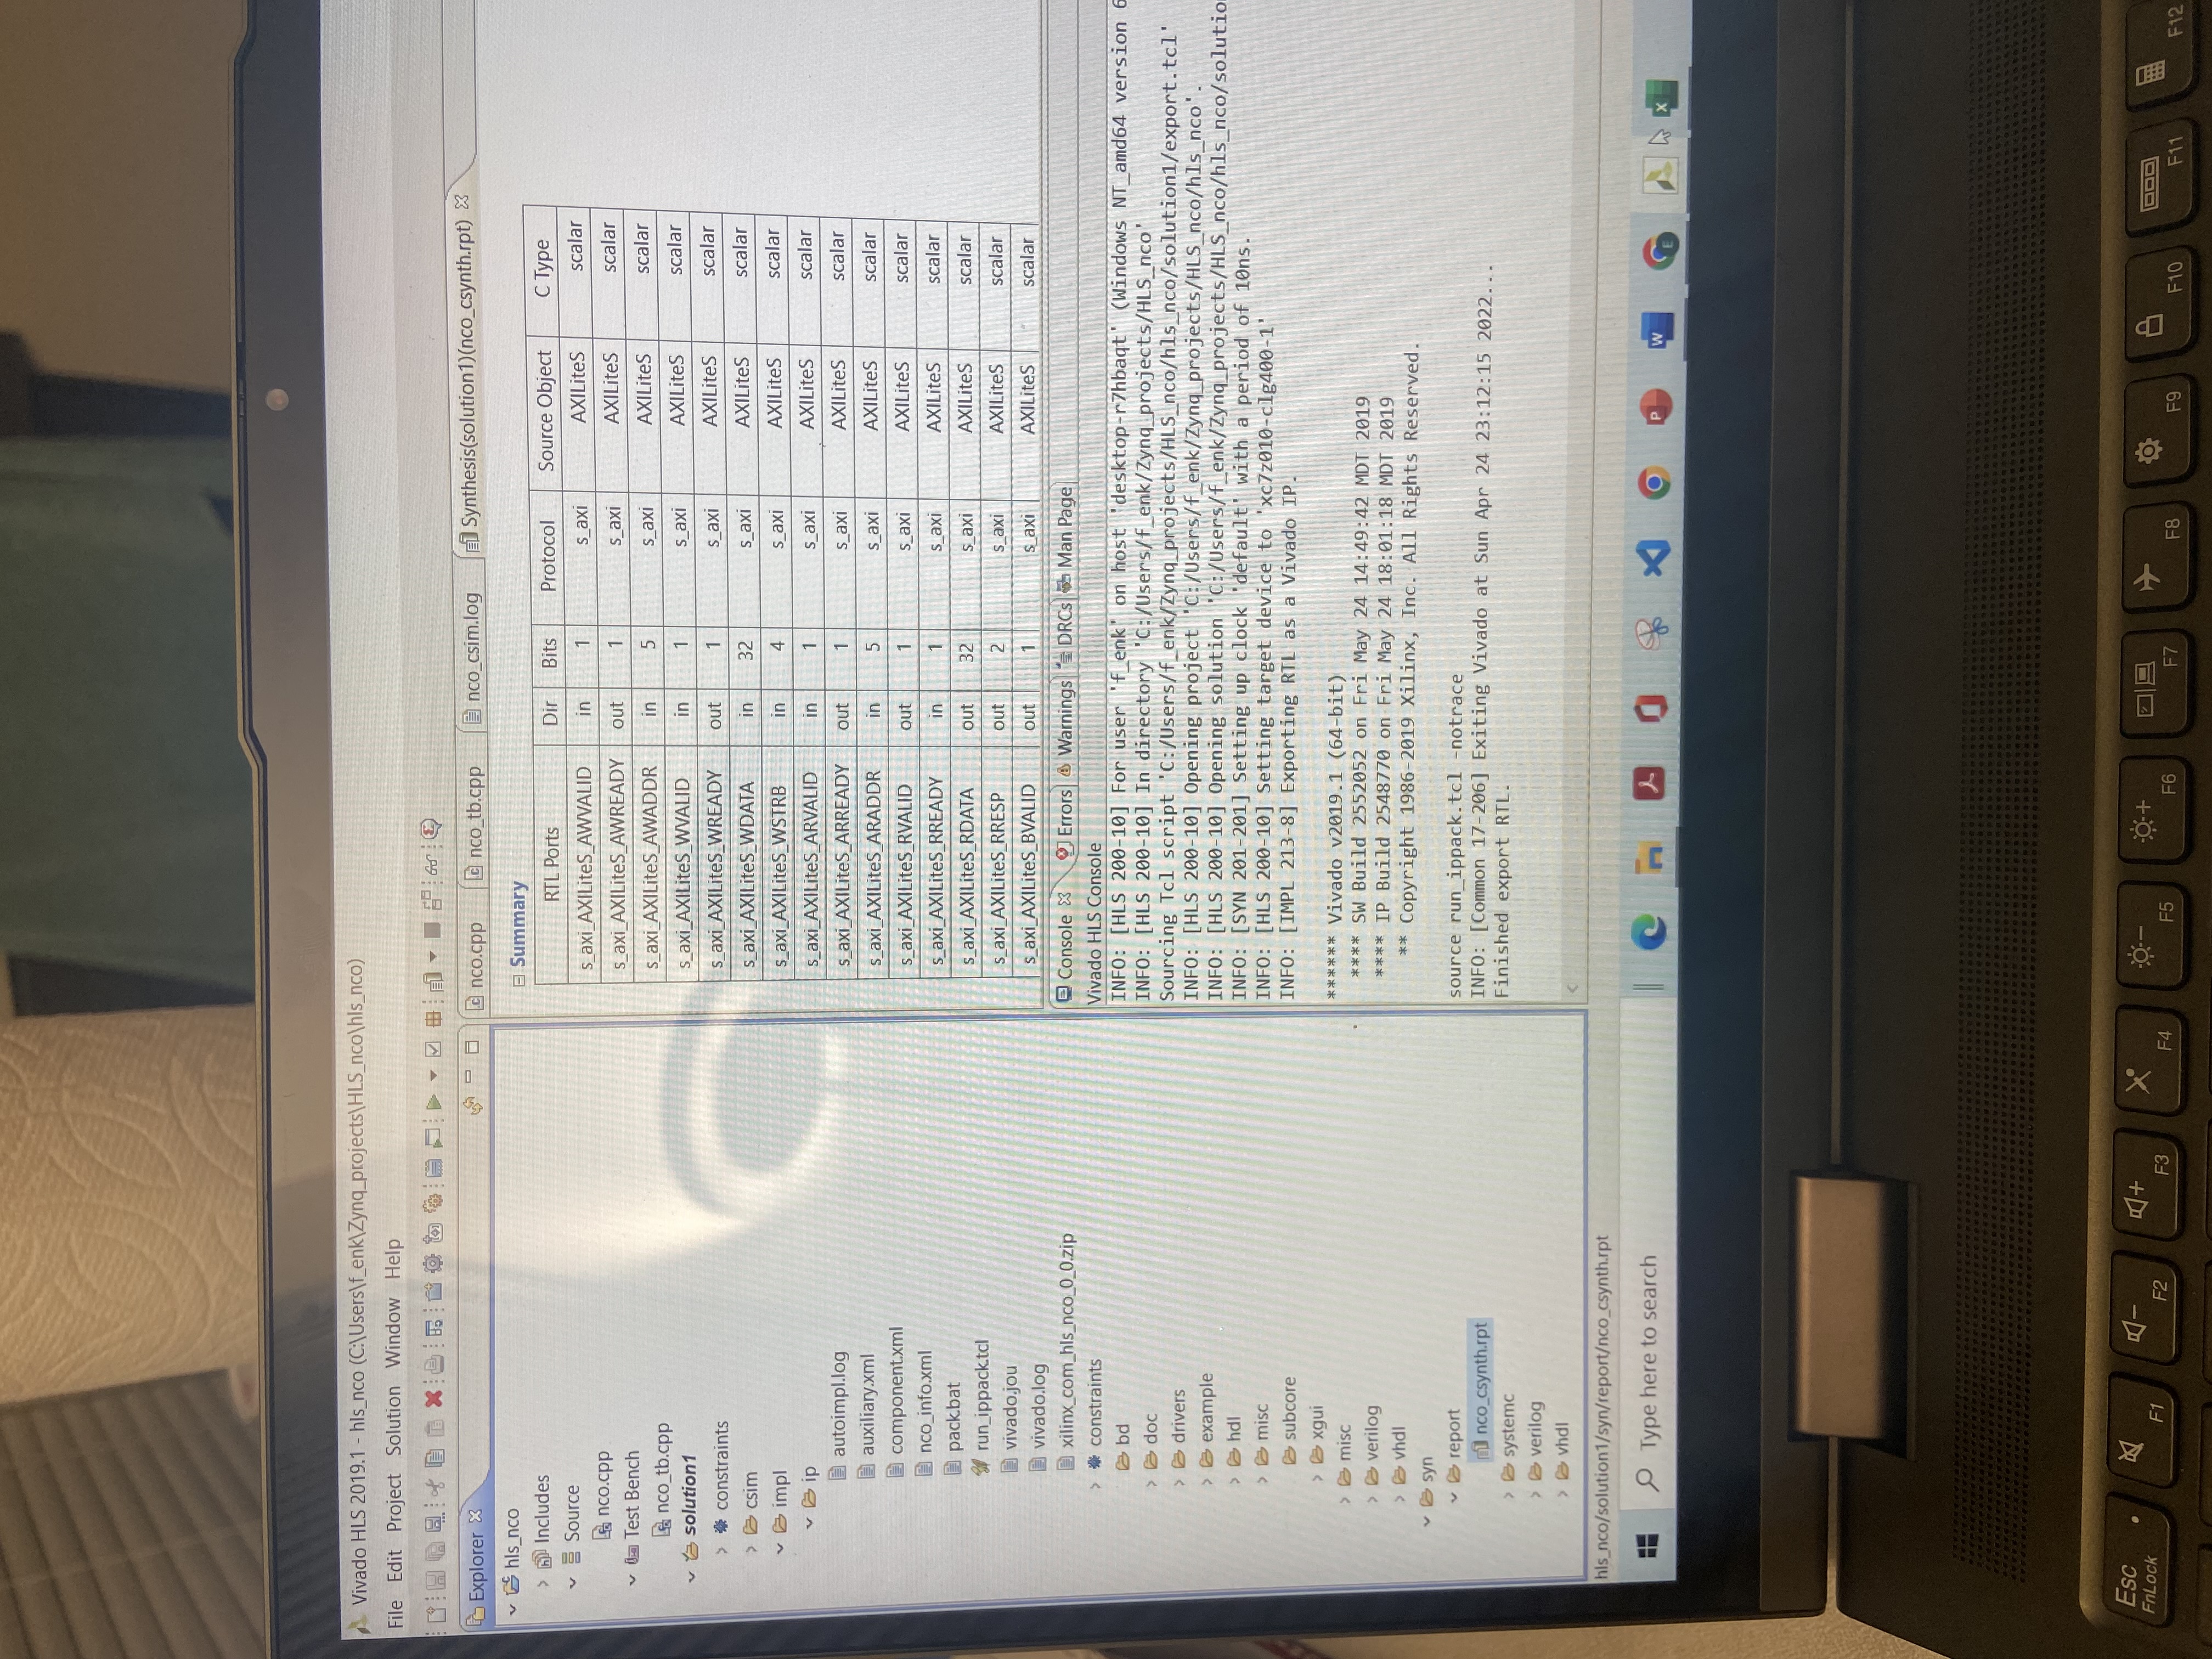 Vivado HLS 2019.1 - hls_nco (C:\Users\f_enk\Zynq_projects\HLS_nco\hls_nco)
File Edit Project Solution Window Help
Explorer
nco.cpp nco_tb.cpp nco_csim.log Synthesis(solution1)(nco_csynth.rpt)
hls_nco
Includes
Source
nco.cpp
Test Bench
nco_tb.cpp
solution1
constraints
csim
impl
ip
autoimpl.log
auxiliary.xml
component.xml
nco_info.xml
pack.bat
run_ippack.tcl
vivado.jou
vivado.log
xilinx_com_hls_nco_0_0.zip
constraints
bd
doc
drivers
example
hdl
misc
subcore
xgui
misc
verilog
vhdl
syn
report
nco_csynth.rpt
systemc
verilog
vhdl
Summary
RTL Ports Dir Bits Protocol Source Object C Type
s_axi_AXILiteS_AWVALID in 1 s_axi AXILiteS scalar
s_axi_AXILiteS_AWREADY out 1 s_axi AXILiteS scalar
s_axi_AXILiteS_AWADDR in 5 s_axi AXILiteS scalar
s_axi_AXILiteS_WVALID in 1 s_axi AXILiteS scalar
s_axi_AXILiteS_WREADY out 1 s_axi AXILiteS scalar
s_axi_AXILiteS_WDATA in 32 s_axi AXILiteS scalar
s_axi_AXILiteS_WSTRB in 4 s_axi AXILiteS scalar
s_axi_AXILiteS_ARVALID in 1 s_axi AXILiteS scalar
s_axi_AXILiteS_ARREADY out 1 s_axi AXILiteS scalar
s_axi_AXILiteS_ARADDR in 5 s_axi AXILiteS scalar
s_axi_AXILiteS_RVALID out 1 s_axi AXILiteS scalar
s_axi_AXILiteS_RREADY in 1 s_axi AXILiteS scalar
s_axi_AXILiteS_RDATA out 32 s_axi AXILiteS scalar
s_axi_AXILiteS_RRESP out 2 s_axi AXILiteS scalar
s_axi_AXILiteS_BVALID out 1 s_axi AXILiteS scalar
Console Errors Warnings DRCs Man Page
Vivado HLS Console
INFO: [HLS 200-10] For user 'f_enk' on host 'desktop-r7hbaqt' (Windows NT_amd64 version 6
INFO: [HLS 200-10] In directory 'C:/Users/f_enk/Zynq_projects/HLS_nco'
Sourcing Tcl script 'C:/Users/f_enk/Zynq_projects/HLS_nco/hls_nco/solution1/export.tcl'
INFO: [HLS 200-10] Opening project 'C:/Users/f_enk/Zynq_projects/HLS_nco/hls_nco'.
INFO: [HLS 200-10] Opening solution 'C:/Users/f_enk/Zynq_projects/HLS_nco/hls_nco/solutio
INFO: [SYN 201-201] Setting up clock 'default' with a period of 10ns.
INFO: [HLS 200-10] Setting target device to 'xc7z010-clg400-1'
INFO: [IMPL 213-8] Exporting RTL as a Vivado IP.
****** Vivado v2019.1 (64-bit)
**** SW Build 2552052 on Fri May 24 14:49:42 MDT 2019
**** IP Build 2548770 on Fri May 24 18:01:18 MDT 2019
** Copyright 1986-2019 Xilinx, Inc. All Rights Reserved.
source run_ippack.tcl -notrace
INFO: [Common 17-206] Exiting Vivado at Sun Apr 24 23:12:15 2022...
Finished export RTL.
hls_nco/solution1/syn/report/nco_csynth.rpt
Type here to search
P W E X
Esc
FnLock
F1 F2 F3 F4 F5 F6 F7 F8 F9 F10 F11 F12